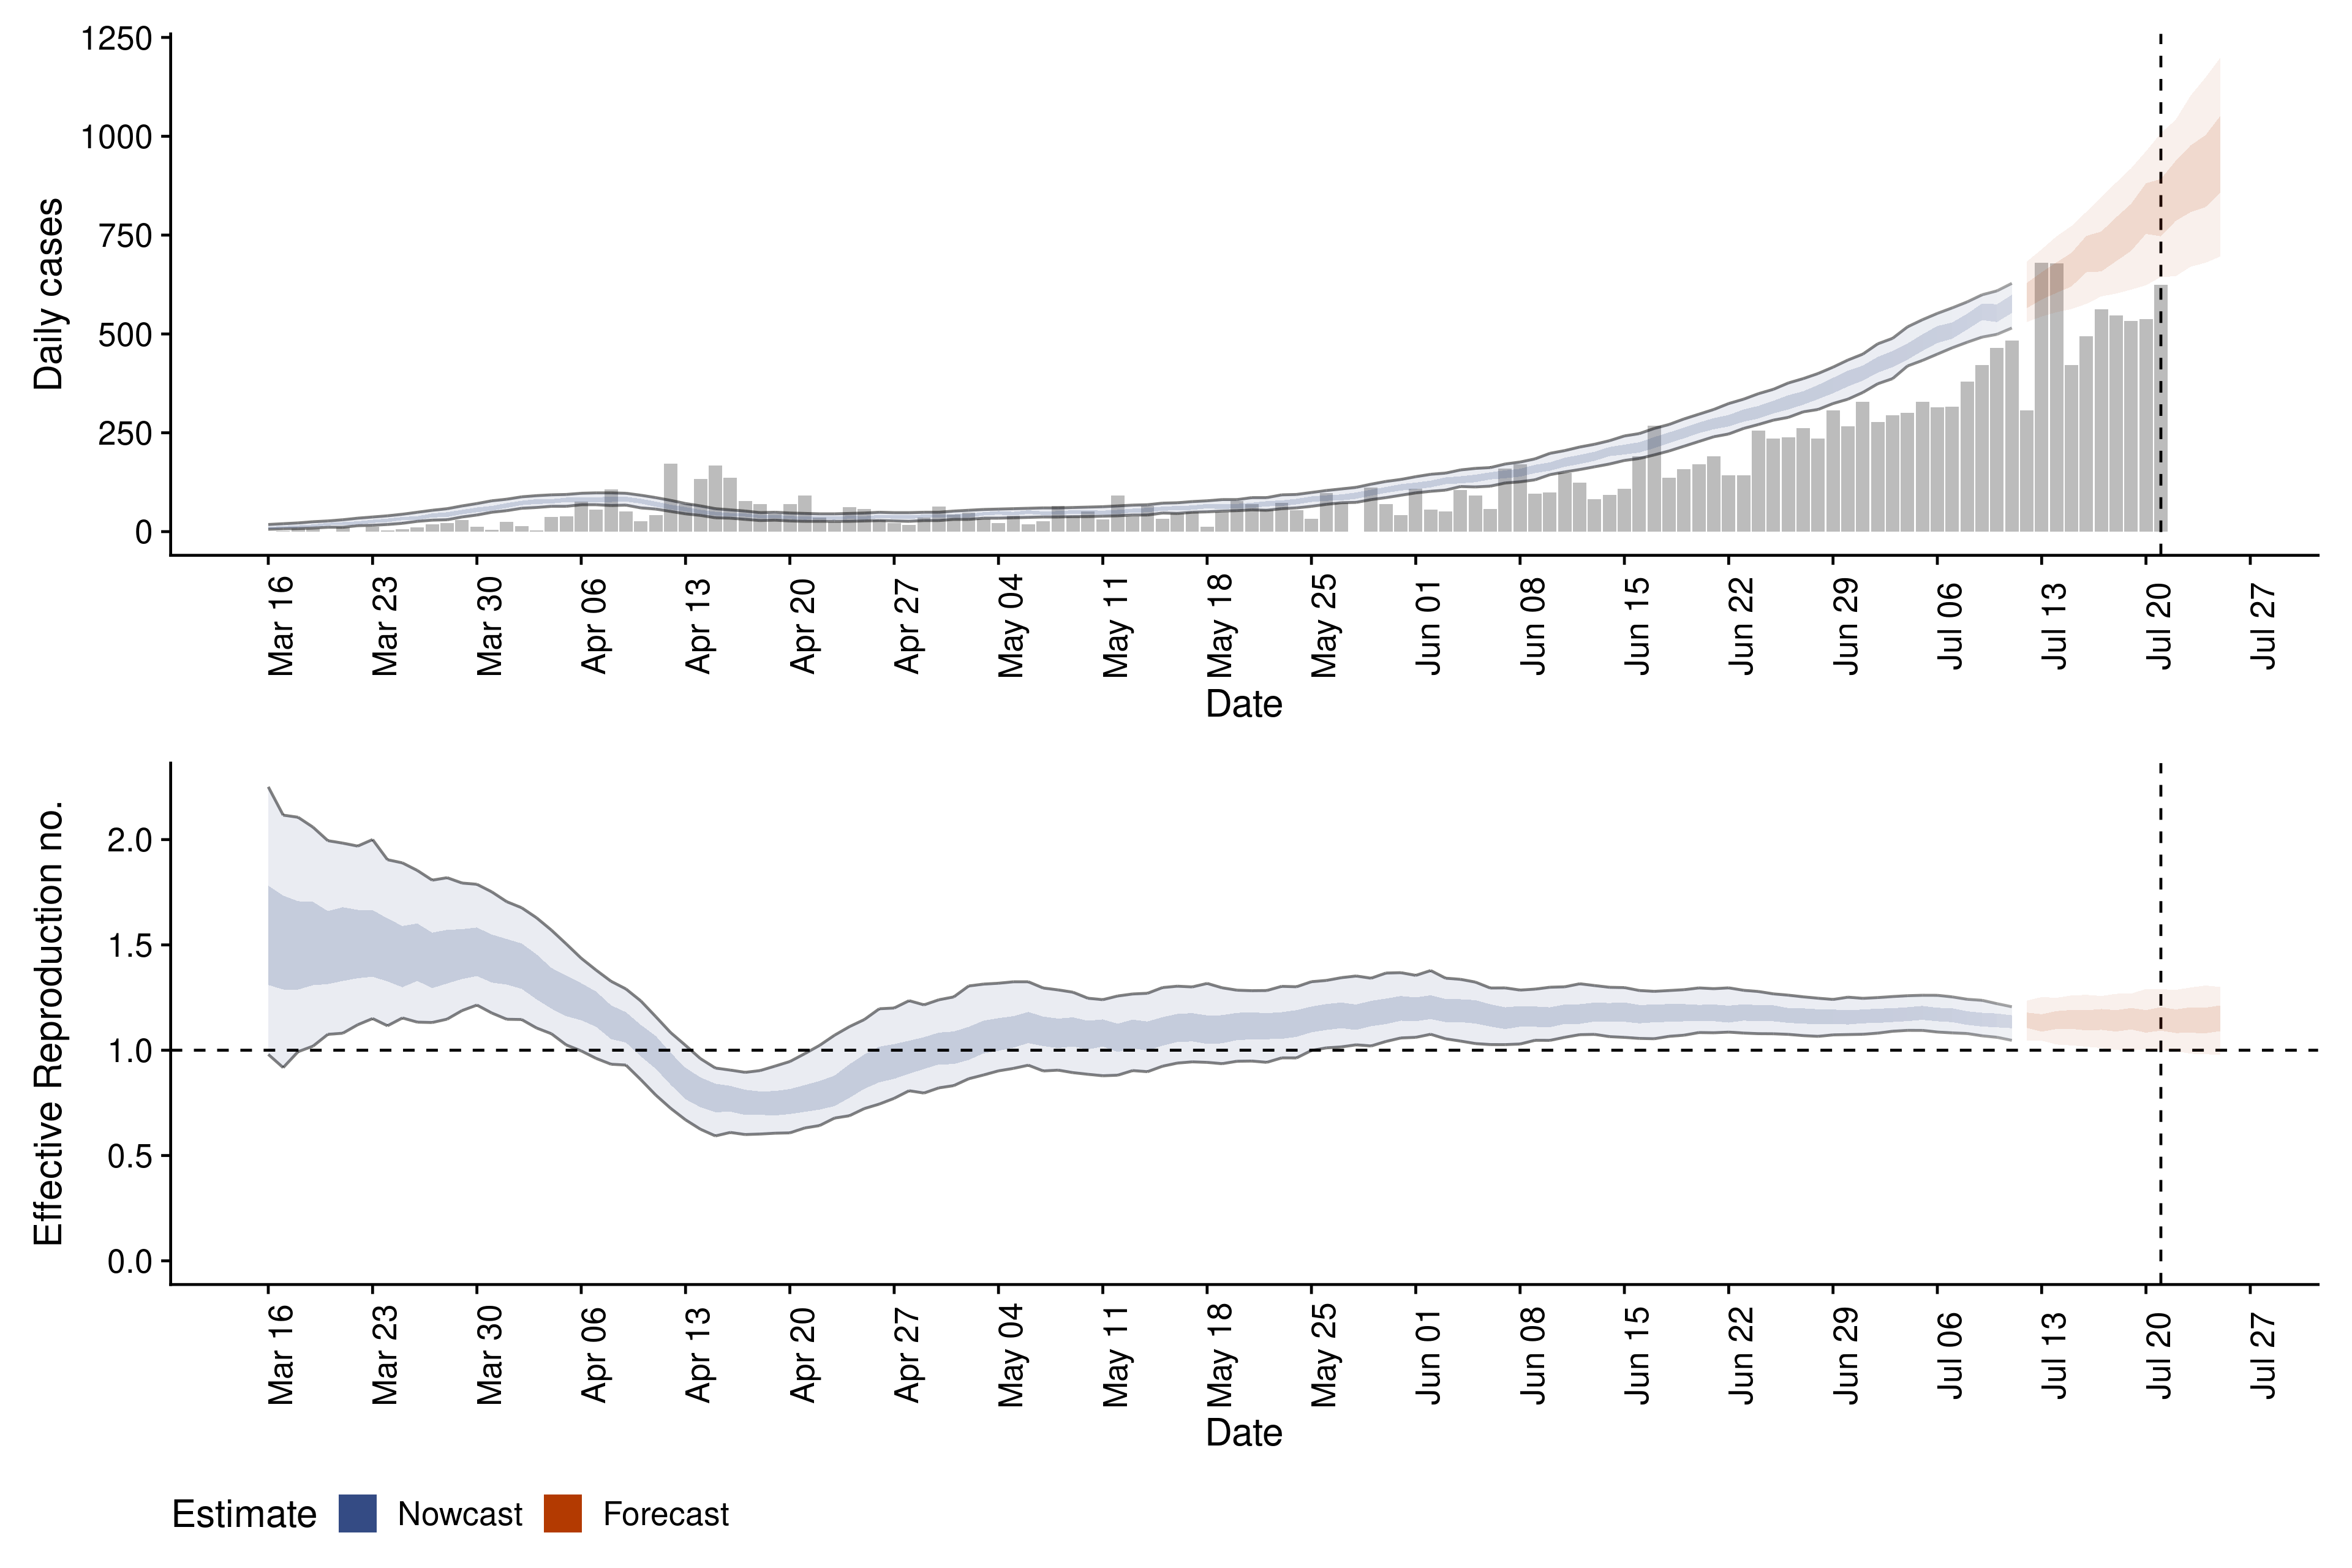 1250
1000
750
500
250
0
Daily cases
Mar 16
Mar 23
Mar 30
Apr 06
Apr 13
Apr 20
Apr 27
May 04
May 11
May 18
May 25
Jun 01
Jun 08
Jun 15
Jun 22
Jun 29
Jul 06
Jul 13
Jul 20
Jul 27
Date
2.0
1.5
1.0
0.5
0.0
Effective Reproduction no.
Mar 16
Mar 23
Mar 30
Apr 06
Apr 13
Apr 20
Apr 27
May 04
May 11
May 18
May 25
Jun 01
Jun 08
Jun 15
Jun 22
Jun 29
Jul 06
Jul 13
Jul 20
Jul 27
Date
Estimate Nowcast Forecast